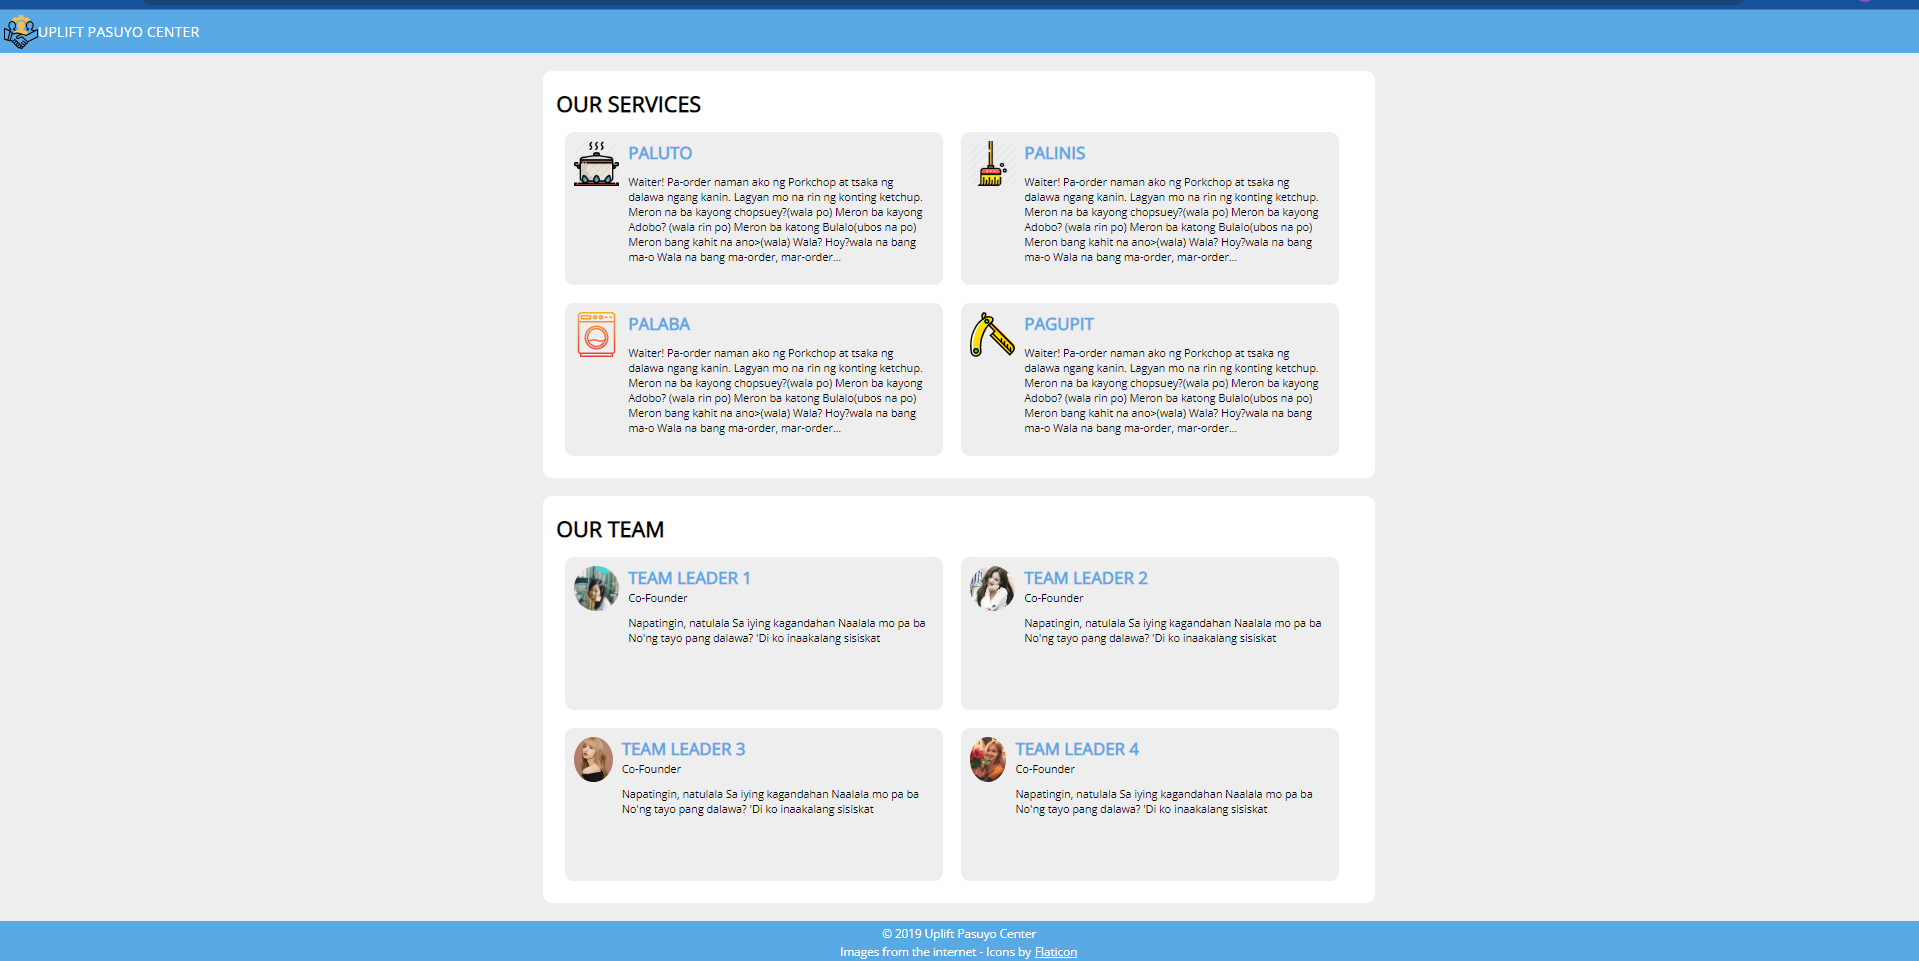 UPLIFT PASUYO CENTER
OUR SERVICES
PALUTO
Waiter! Pa-order naman ako ng Porkchop at tsaka ng
dalawa ngang kanin. Lagyan mo na rin ng konting ketchup.
Meron na ba kayong chopsuey?(wala po) Meron ba kayong
Adobo? (wala rin po) Meron ba katong Bulalo(ubos na po)
Meron bang kahit na ano>(wala) Wala? Hoy?wala na bang
ma-o Wala na bang ma-order, mar-order...
PALINIS
Waiter! Pa-order naman ako ng Porkchop at tsaka ng
dalawa ngang kanin. Lagyan mo na rin ng konting ketchup.
Meron na ba kayong chopsuey?(wala po) Meron ba kayong
Adobo? (wala rin po) Meron ba katong Bulalo(ubos na po)
Meron bang kahit na ano>(wala) Wala? Hoy?wala na bang
ma-o Wala na bang ma-order, mar-order...
PALABA
Waiter! Pa-order naman ako ng Porkchop at tsaka ng
dalawa ngang kanin. Lagyan mo na rin ng konting ketchup.
Meron na ba kayong chopsuey?(wala po) Meron ba kayong
Adobo? (wala rin po) Meron ba katong Bulalo(ubos na po)
Meron bang kahit na ano>(wala) Wala? Hoy?wala na bang
ma-o Wala na bang ma-order, mar-order...
PAGUPIT
Waiter! Pa-order naman ako ng Porkchop at tsaka ng
dalawa ngang kanin. Lagyan mo na rin ng konting ketchup.
Meron na ba kayong chopsuey?(wala po) Meron ba kayong
Adobo? (wala rin po) Meron ba katong Bulalo(ubos na po)
Meron bang kahit na ano>(wala) Wala? Hoy?wala na bang
ma-o Wala na bang ma-order, mar-order...
OUR TEAM
TEAM LEADER 1
Co-Founder
Napatingin, natulala Sa iying kagandahan Naalala mo pa ba
No'ng tayo pang dalawa? 'Di ko inaakalang sisiskat
TEAM LEADER 2
Co-Founder
Napatingin, natulala Sa iying kagandahan Naalala mo pa ba
No'ng tayo pang dalawa? 'Di ko inaakalang sisiskat
TEAM LEADER 3
Co-Founder
Napatingin, natulala Sa iying kagandahan Naalala mo pa ba
No'ng tayo pang dalawa? 'Di ko inaakalang sisiskat
TEAM LEADER 4
Co-Founder
Napatingin, natulala Sa iying kagandahan Naalala mo pa ba
No'ng tayo pang dalawa? 'Di ko inaakalang sisiskat
© 2019 Uplift Pasuyo Center
Images from the internet - Icons by Flaticon